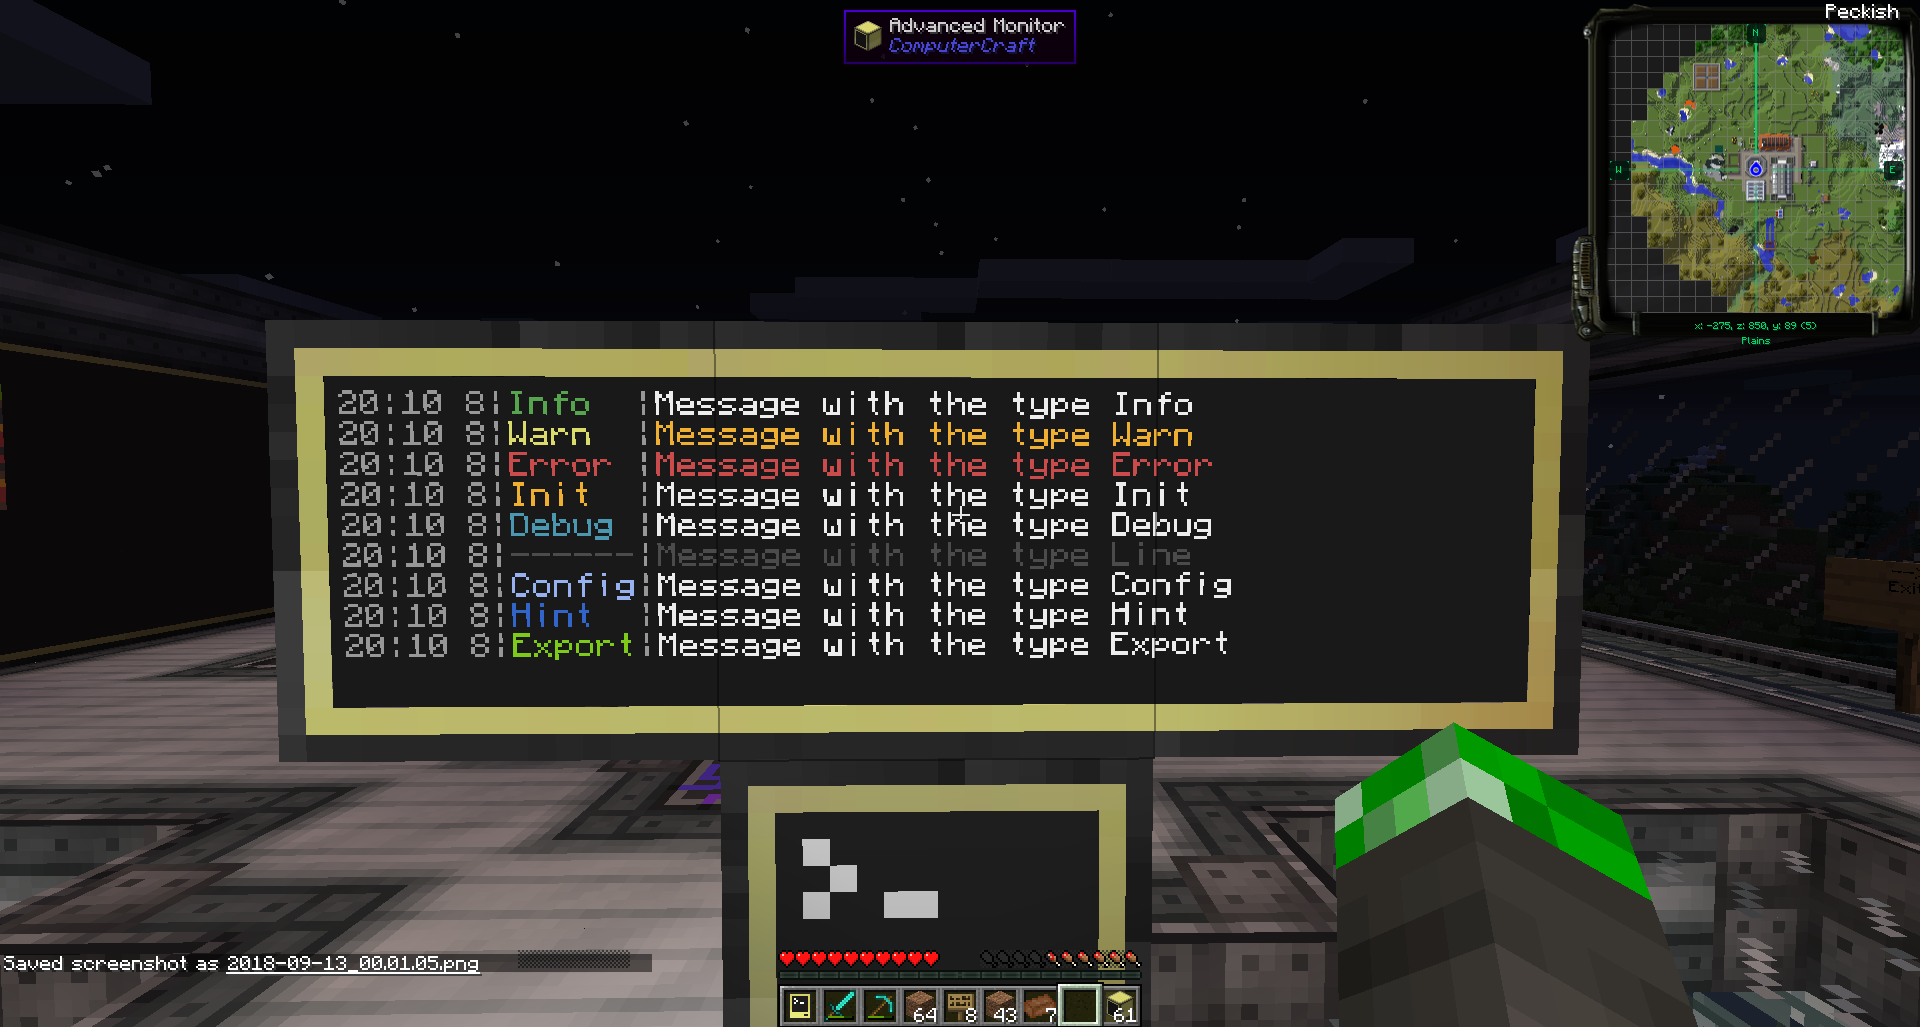 Advanced Monitor
ComputerCraft
Peckish
N
W
E
x: -275, z: 850, y: 89 (5)
Plains
20:10 8¦Info ¦Message with the type Info
20:10 8¦Warn ¦Message with the type Warn
20:10 8¦Error ¦Message with the type Error
20:10 8¦Init ¦Message with the type Init
20:10 8¦Debug ¦Message with the type Debug
20:10 8¦------¦Message with the type Line
20:10 8¦Config¦Message with the type Config
20:10 8¦Hint ¦Message with the type Hint
20:10 8¦Export¦Message with the type Export
>_
Saved screenshot as 2018-09-13_00.01.05.png
64 8 43 7 61